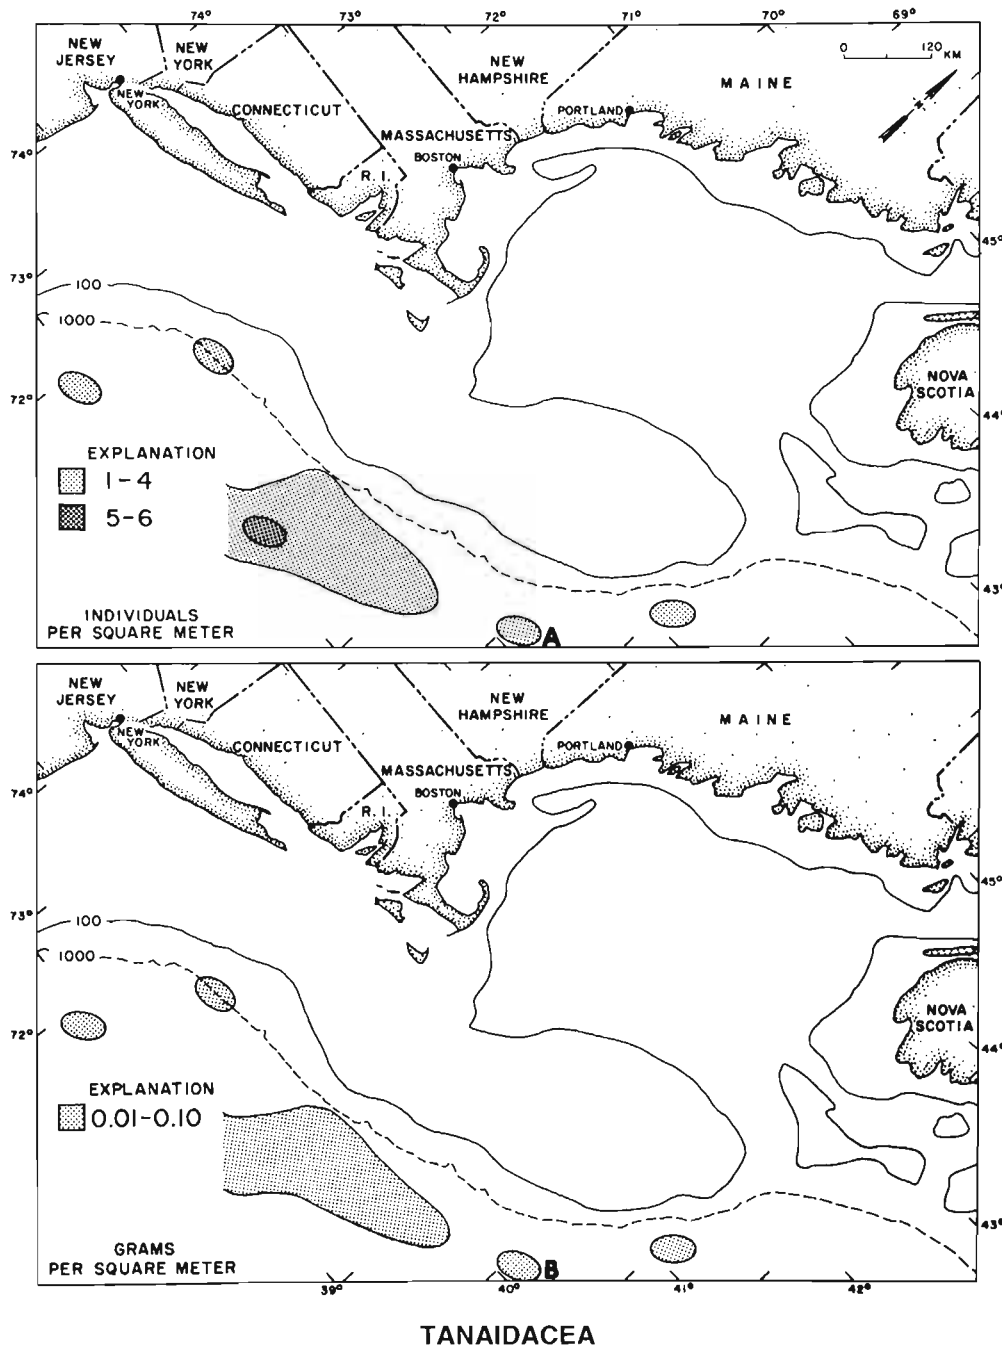 74° 73° 72° 71° 70° 69°
NEW JERSEY
NEW YORK
NEW YORK
CONNECTICUT
R. I.
MASSACHUSETTS
BOSTON
NEW HAMPSHIRE
PORTLAND
MAINE
0 120 KM
74°
73°
72°
45°
44°
43°
100
1000
NOVA SCOTIA
EXPLANATION
1-4
5-6
INDIVIDUALS
PER SQUARE METER
A
NEW JERSEY
NEW YORK
NEW YORK
CONNECTICUT
R. I.
MASSACHUSETTS
BOSTON
NEW HAMPSHIRE
PORTLAND
MAINE
74°
73°
72°
45°
44°
43°
100
1000
NOVA SCOTIA
EXPLANATION
0.01-0.10
GRAMS
PER SQUARE METER
B
39° 40° 41° 42°
TANAIDACEA